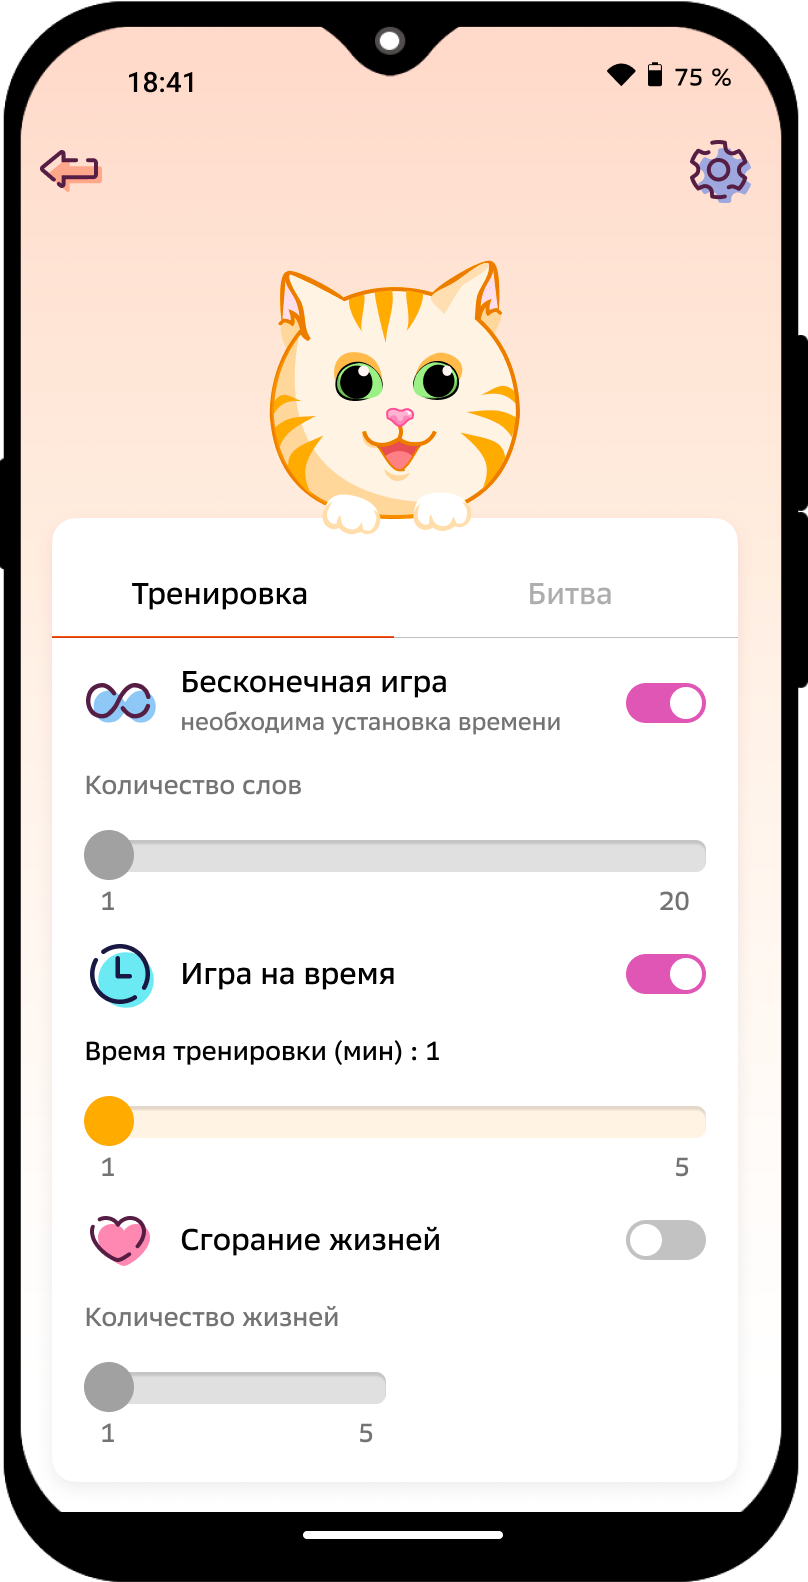 18:41
75 %
Тренировка
Битва
Бесконечная игра
необходима установка времени
Количество слов
1
20
Игра на время
Время тренировки (мин) : 1
1
5
Сгорание жизней
Количество жизней
1
5